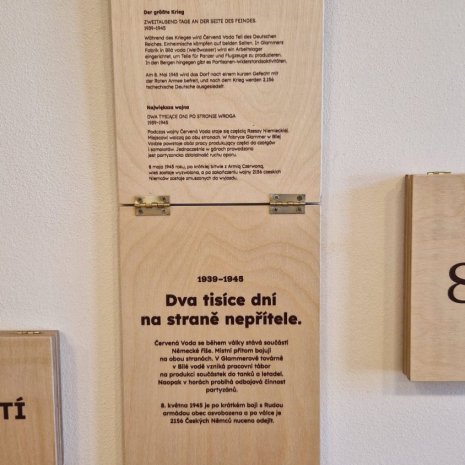 Der größte Krieg
ZWEITAUSEND TAGE AN DER SEITE DES FEINDES.
1939–1945
Während des Krieges wird Červená Voda Teil des Deutschen
Reiches. Einheimische kämpfen auf beiden Seiten. In Glammerz
Fabrik in Bílá voda (Weißwasser) wird ein Arbeitslager
eingerichtet, um Teile für Panzer und Flugzeuge zu produzieren.
In den Bergen hingegen gibt es Partisanen-Widerstandsaktivitäten.
Am 8. Mai 1945 wird das Dorf nach einem kurzen Gefecht mit
der Roten Armee befreit, und nach dem Krieg werden 2,156
tschechische Deutsche ausgesiedelt
Największa wojna
DWA TYSIĄCE DNI PO STRONIE WROGA
1939–1945
Podczas wojny Červená Voda staje się częścią Rzeszy Niemieckiej.
Miejscowi walczą po obu stronach. W fabryce Glammer w Bílej
Vodzie powstaje obóz pracy produkujący części do czołgów
i samolotów. Jednocześnie w górach prowadzona
jest partyzancka działalność ruchu oporu.
8 maja 1945 roku, po krótkiej bitwie z Armią Czerwoną,
wieś zostaje wyzwolona, a po zakończeniu wojny 2156 czeskich
Niemców zostaje zmuszonych do wyjazdu.
1939–1945
Dva tisíce dní
na straně nepřítele.
Červená Voda se během války stává součástí
Německé říše. Místní přitom bojují
na obou stranách. V Glammerově továrně
v Bílé vodě vzniká pracovní tábor
na produkci součástek do tanků a letadel.
Naopak v horách probíhá odbojová činnost
partyzánů.
8. května 1945 je po krátkém boji s Rudou
armádou obec osvobozena a po válce je
2156 Českých Němců nuceno odejít.
TÍ
8